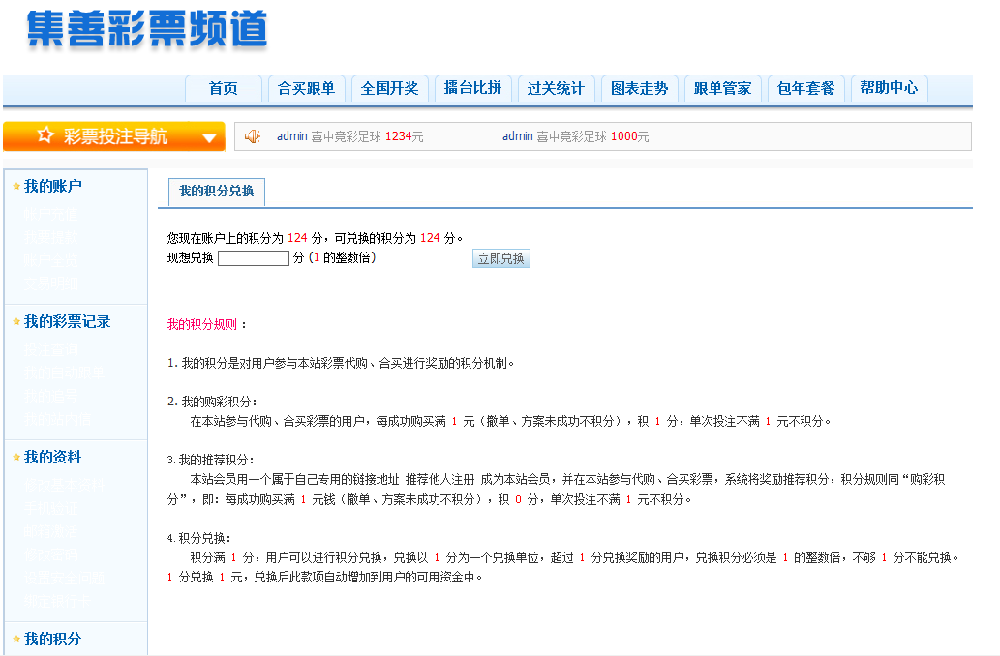 集善彩票频道
首页 合买跟单 全国开奖 擂台比拼 过关统计 图表走势 跟单管家 包年套餐 帮助中心
彩票投注导航
admin 喜中竞彩足球 1234元 admin 喜中竞彩足球 1000元
我的账户
我的彩票记录
我的资料
我的积分
我的积分兑换
您现在账户上的积分为 124 分，可兑换的积分为 124 分。
现想兑换 分 (1 的整数倍) 立即兑换
我的积分规则 ：
1. 我的积分是对用户参与本站彩票代购、合买进行奖励的积分机制。
2. 我的购彩积分：
在本站参与代购、合买彩票的用户，每成功购买满 1 元（撤单、方案未成功不积分），积 1 分，单次投注不满 1 元不积分。
3. 我的推荐积分：
本站会员用一个属于自己专用的链接地址 推荐他人注册 成为本站会员，并在本站参与代购、合买彩票，系统将奖励推荐积分，积分规则同“购彩积
分”，即：每成功购买满 1 元钱（撤单、方案未成功不积分），积 0 分，单次投注不满 1 元不积分。
4. 积分兑换：
积分满 1 分，用户可以进行积分兑换，兑换以 1 分为一个兑换单位，超过 1 分兑换奖励的用户，兑换积分必须是 1 的整数倍，不够 1 分不能兑换。
1 分兑换 1 元，兑换后此款项自动增加到用户的可用资金中。